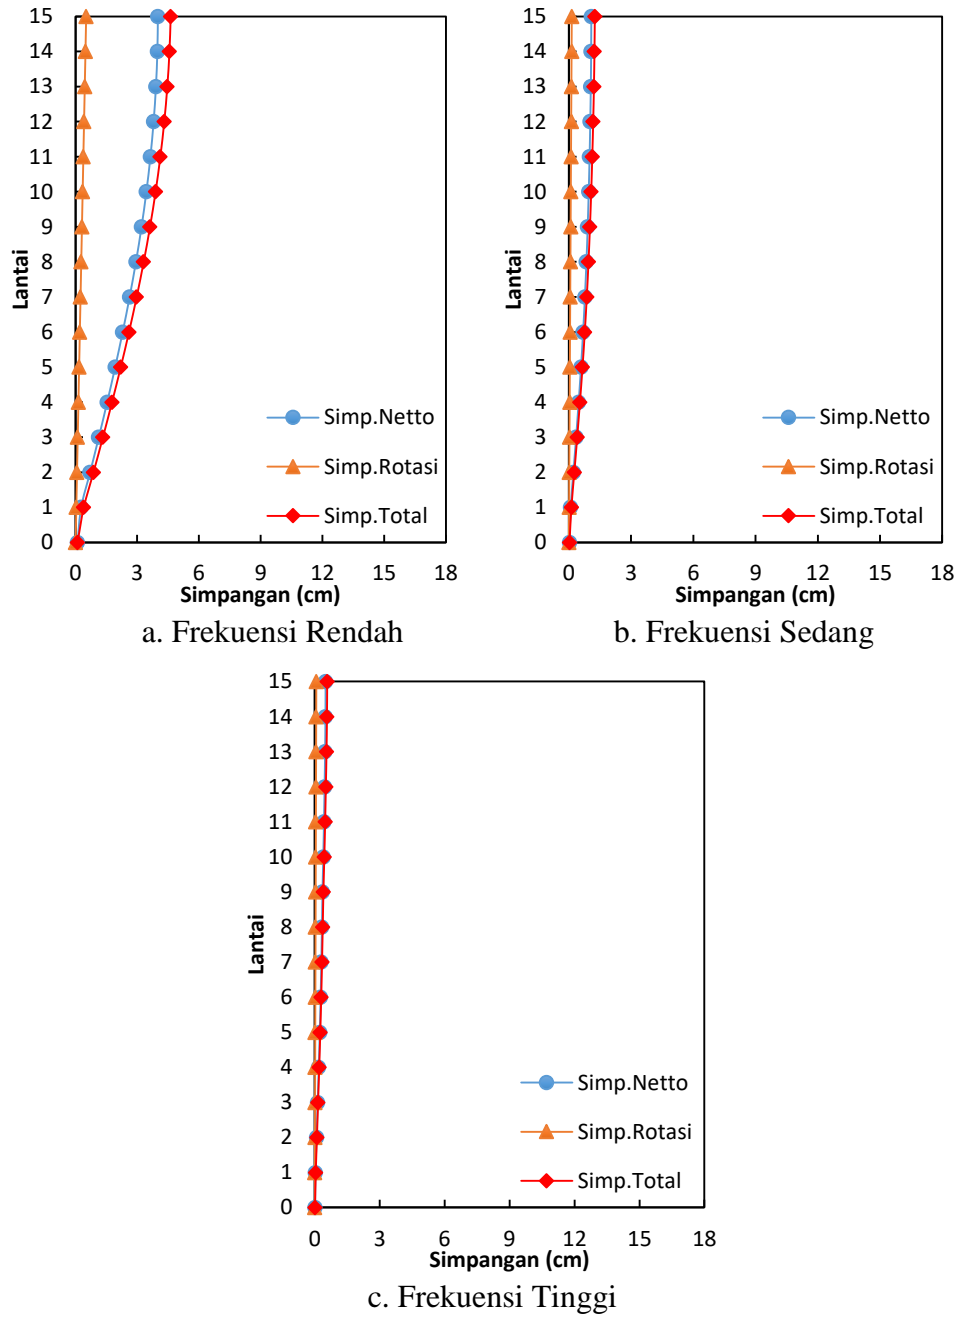 15
14
13
12
11
10
9
8
7
6
5
4
3
2
1
0
Lantai
Simp.Netto
Simp.Rotasi
Simp.Total
0 3 6 9 12 15 18
Simpangan (cm)
a. Frekuensi Rendah
15
14
13
12
11
10
9
8
7
6
5
4
3
2
1
0
Lantai
Simp.Netto
Simp.Rotasi
Simp.Total
0 3 6 9 12 15 18
Simpangan (cm)
b. Frekuensi Sedang
15
14
13
12
11
10
9
8
7
6
5
4
3
2
1
0
Lantai
Simp.Netto
Simp.Rotasi
Simp.Total
0 3 6 9 12 15 18
Simpangan (cm)
c. Frekuensi Tinggi